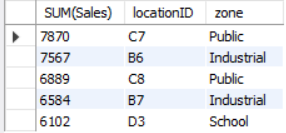 SUM(Sales) locationID zone
7870 C7 Public
7567 B6 Industrial
6889 C8 Public
6584 B7 Industrial
6102 D3 School